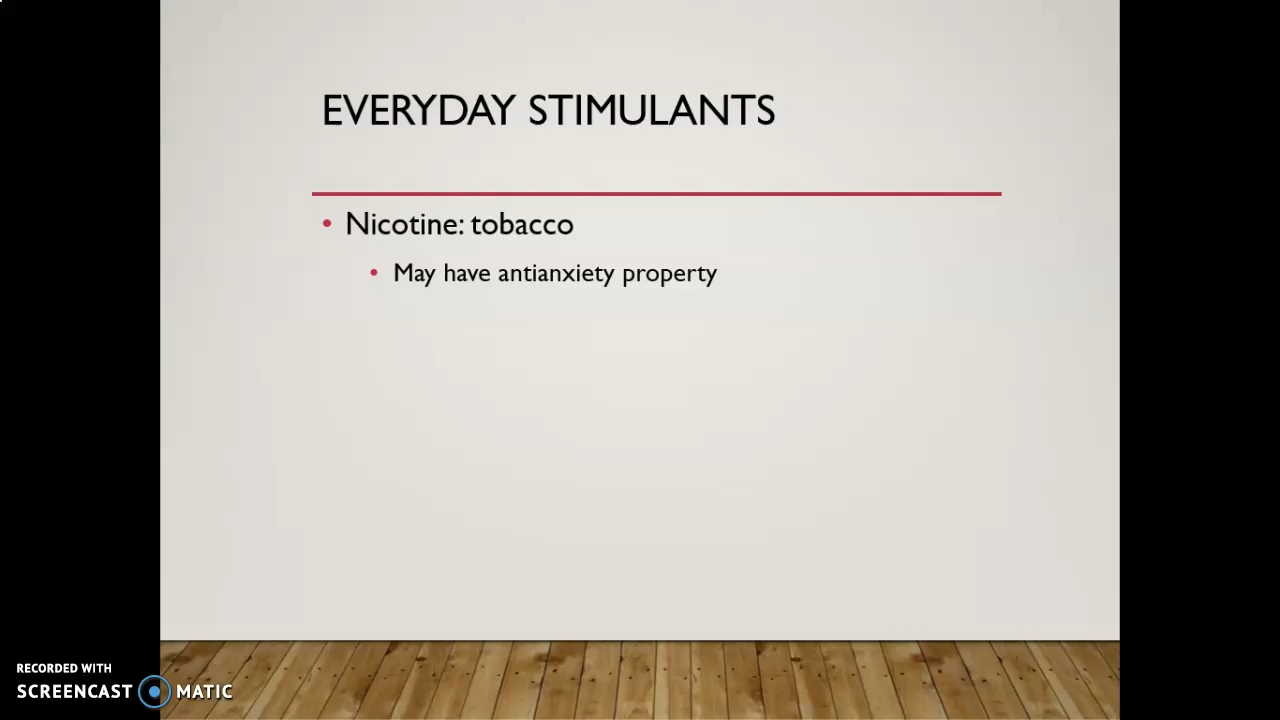 EVERYDAY STIMULANTS
• Nicotine: tobacco
• May have antianxiety property
RECORDED WITH
SCREENCAST MATIC